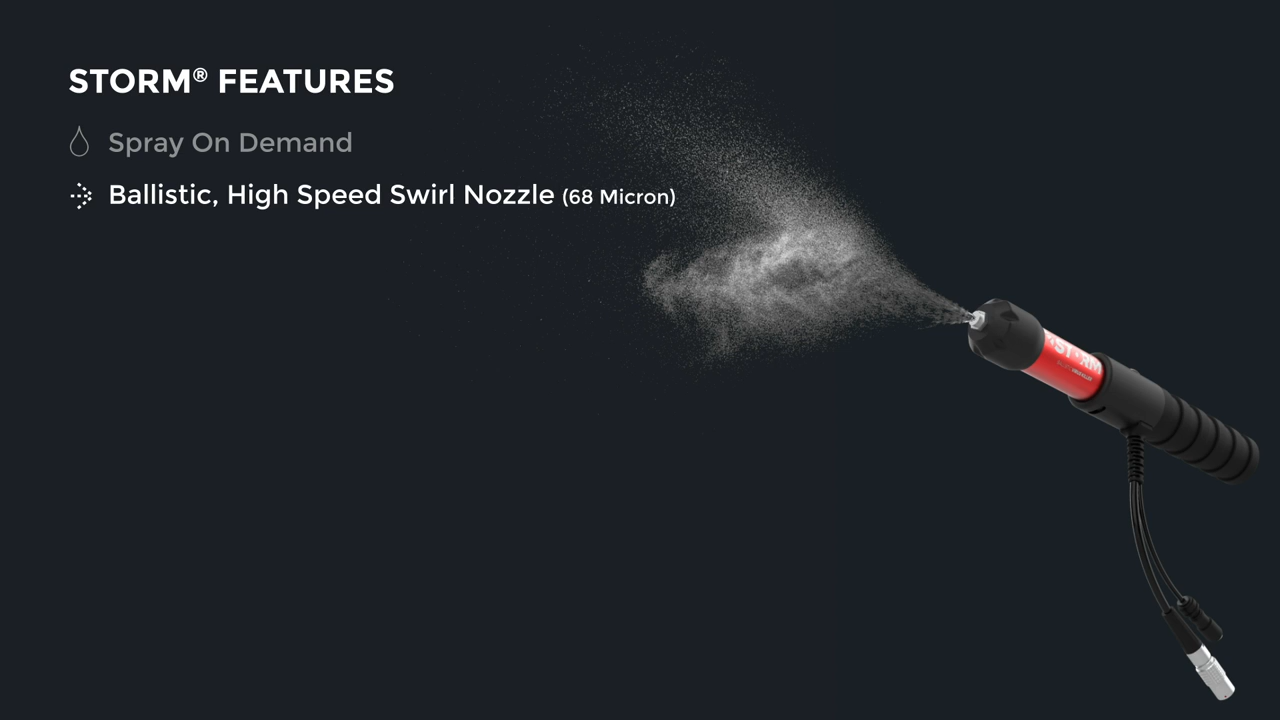 STORM® FEATURES
Spray On Demand
Ballistic, High Speed Swirl Nozzle (68 Micron)